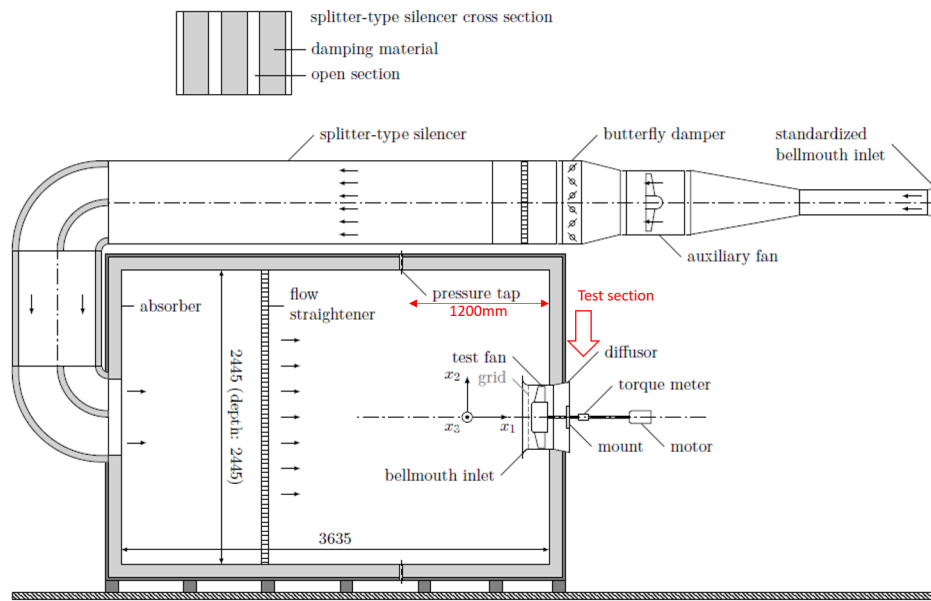 splitter-type silencer cross section
damping material
open section
splitter-type silencer
butterfly damper
standardized
bellmouth inlet
auxiliary fan
absorber
flow
straightener
pressure tap
1200mm
Test section
2445 (depth: 2445)
test fan
grid
diffusor
torque meter
x2
x3
x1
mount
motor
bellmouth inlet
3635